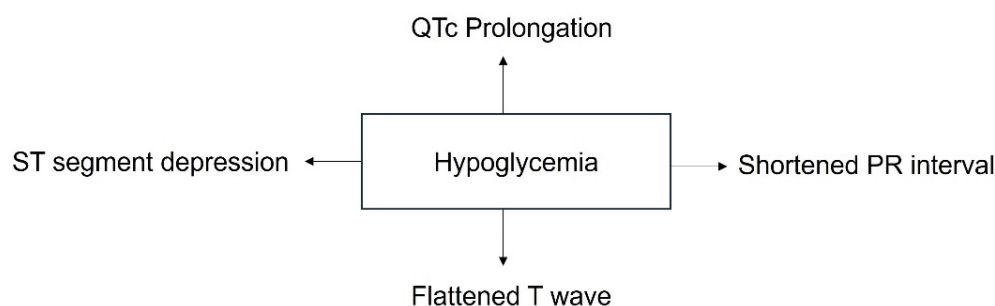 QTc Prolongation
ST segment depression
Hypoglycemia
Shortened PR interval
Flattened T wave